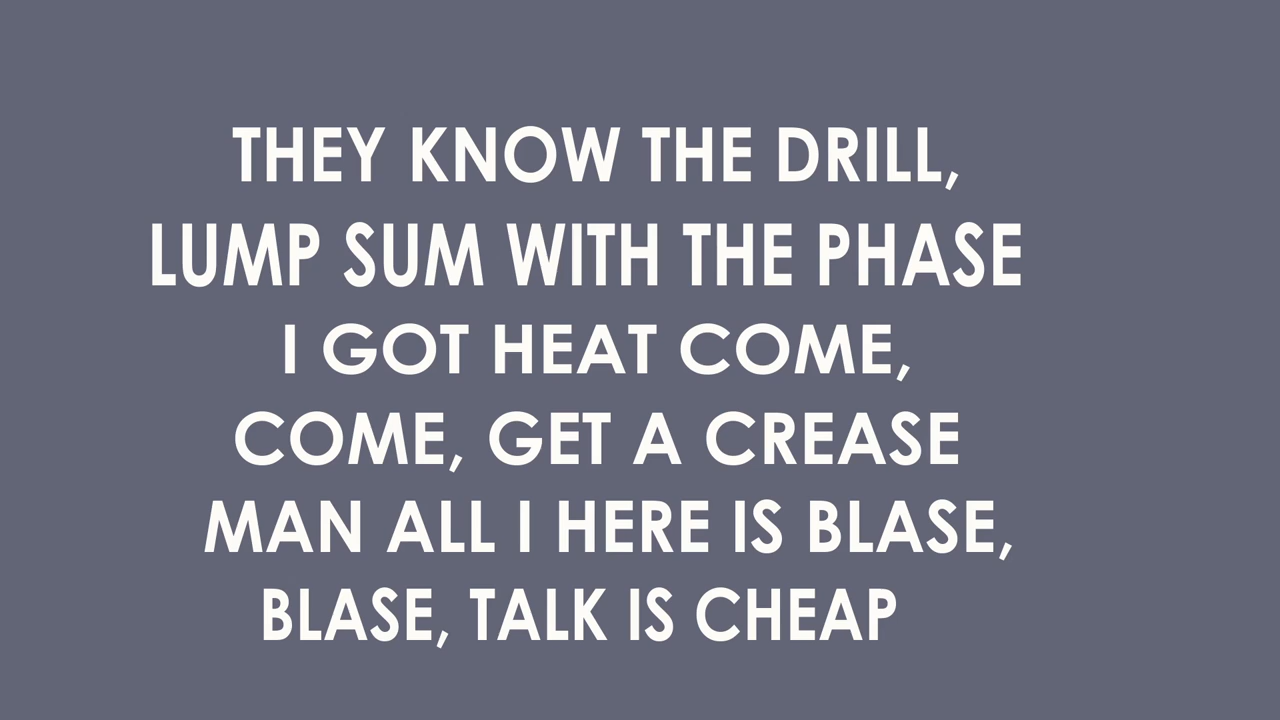 THEY KNOW THE DRILL,
LUMP SUM WITH THE PHASE
I GOT HEAT COME,
COME, GET A CREASE
MAN ALL I HERE IS BLASE,
BLASE, TALK IS CHEAP